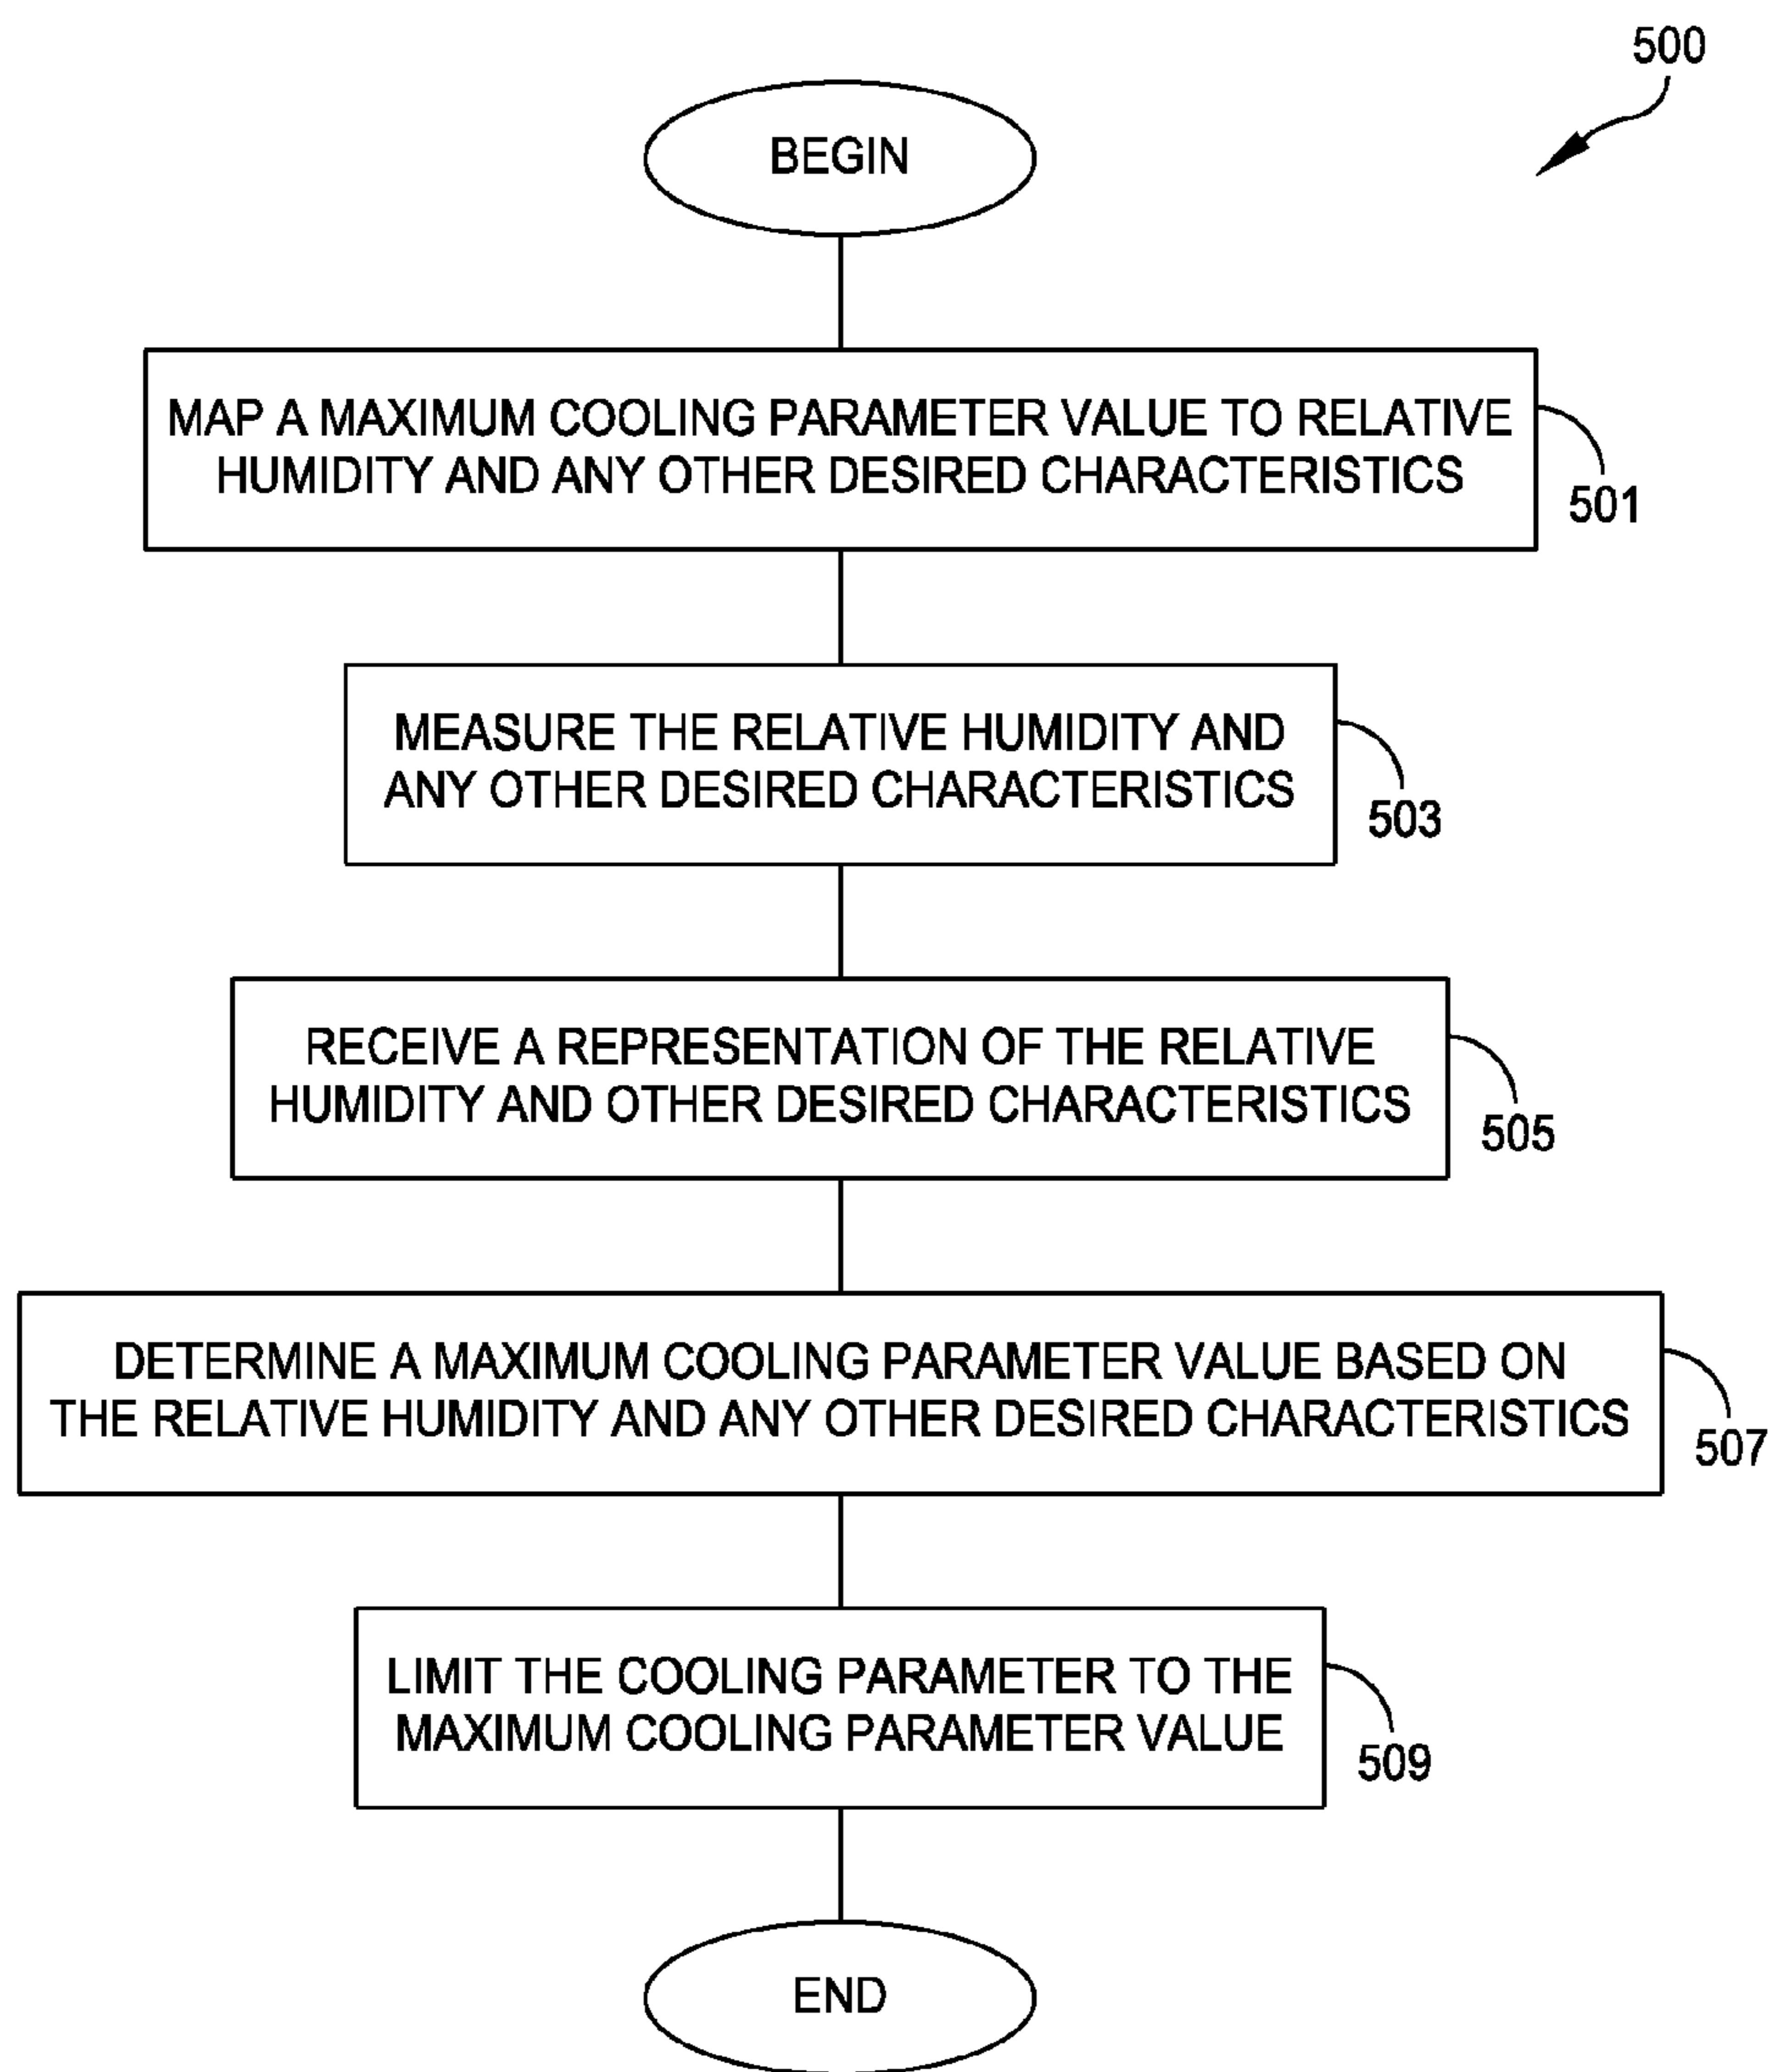 500
BEGIN
MAP A MAXIMUM COOLING PARAMETER VALUE TO RELATIVE
HUMIDITY AND ANY OTHER DESIRED CHARACTERISTICS
501
MEASURE THE RELATIVE HUMIDITY AND
ANY OTHER DESIRED CHARACTERISTICS
503
RECEIVE A REPRESENTATION OF THE RELATIVE
HUMIDITY AND OTHER DESIRED CHARACTERISTICS
505
DETERMINE A MAXIMUM COOLING PARAMETER VALUE BASED ON
THE RELATIVE HUMIDITY AND ANY OTHER DESIRED CHARACTERISTICS
507
LIMIT THE COOLING PARAMETER TO THE
MAXIMUM COOLING PARAMETER VALUE
509
END